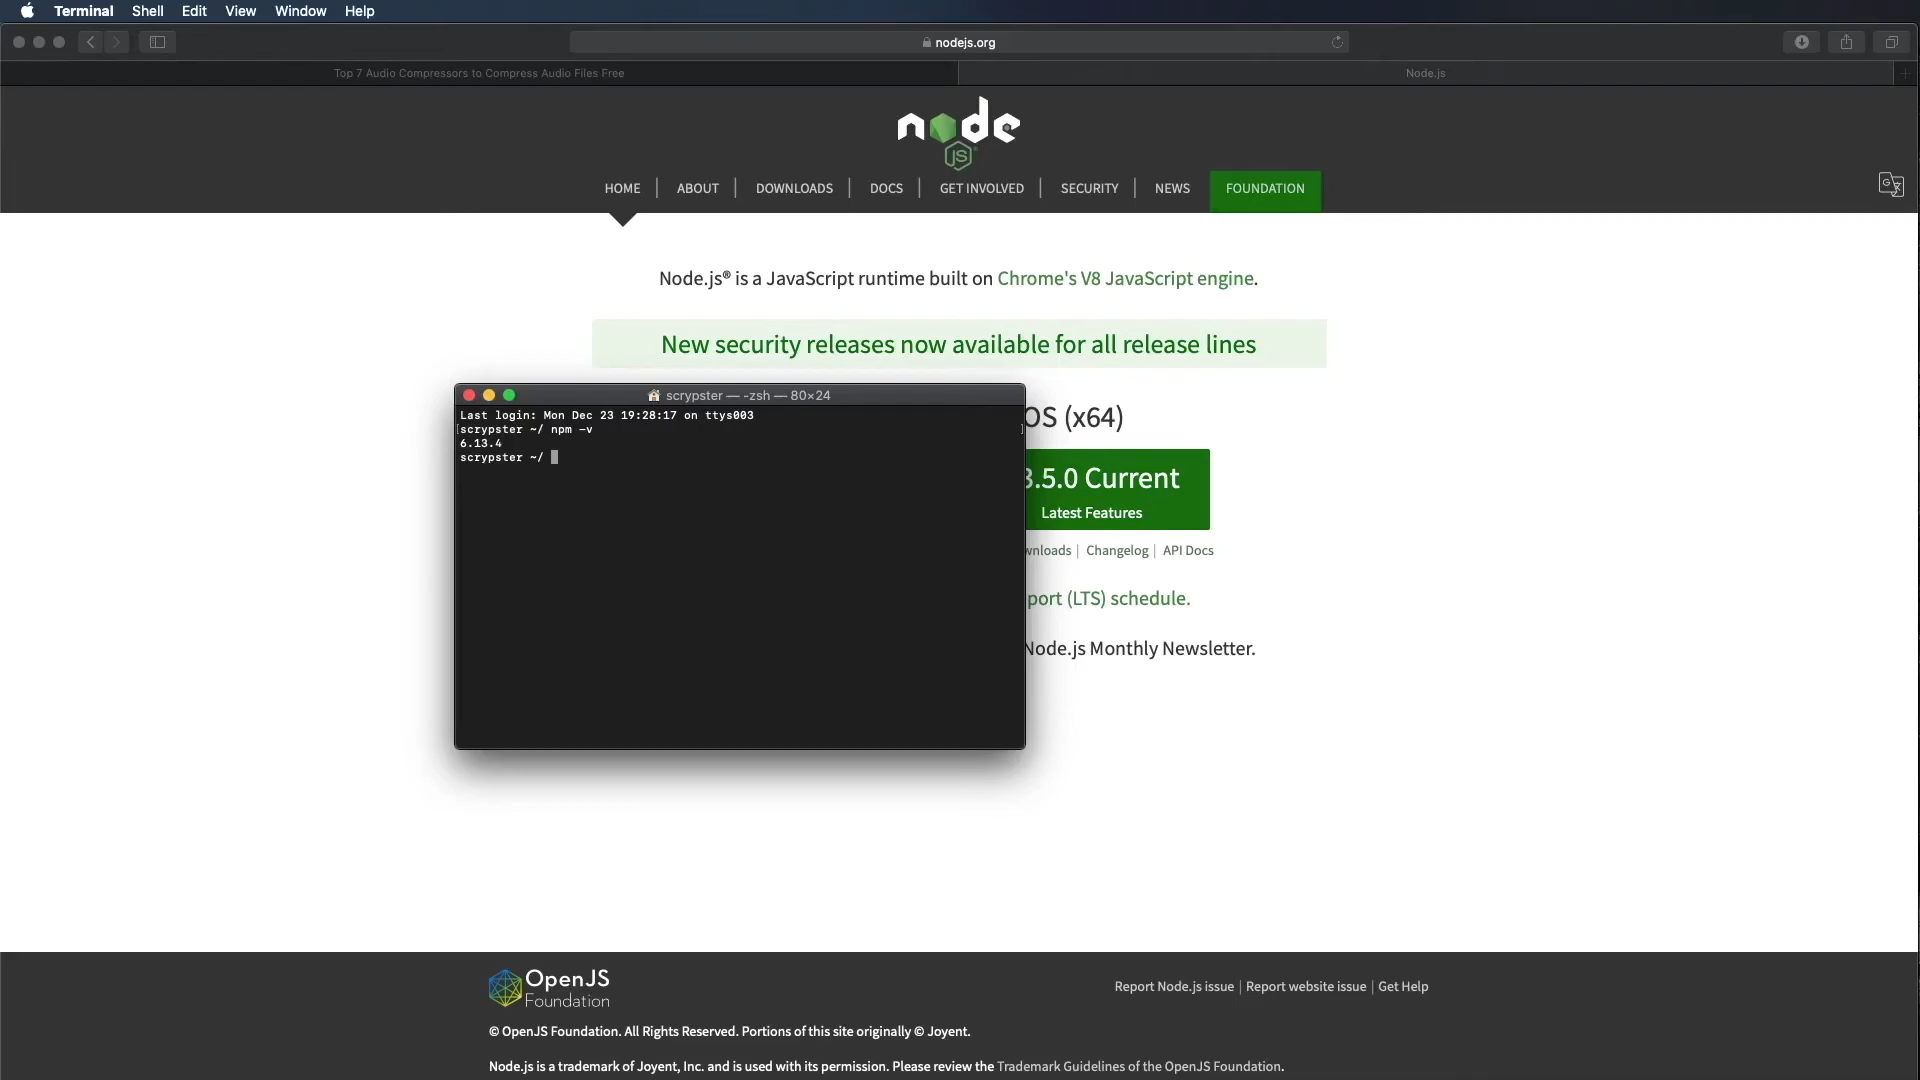 Terminal Shell Edit View Window Help
nodejs.org
Top 7 Audio Compressors to Compress Audio Files Free
Node.js
node
JS
HOME | ABOUT | DOWNLOADS | DOCS | GET INVOLVED | SECURITY | NEWS FOUNDATION
Node.js® is a JavaScript runtime built on Chrome's V8 JavaScript engine.
New security releases now available for all release lines
scrypster — -zsh — 80×24
Last login: Mon Dec 23 19:28:17 on ttys003
[scrypster ~/ npm -v ]
6.13.4
scrypster ~/
OS (x64)
3.5.0 Current
Latest Features
wnloads | Changelog | API Docs
port (LTS) schedule.
Node.js Monthly Newsletter.
OpenJS
Foundation
Report Node.js issue | Report website issue | Get Help
© OpenJS Foundation. All Rights Reserved. Portions of this site originally © Joyent.
Node.js is a trademark of Joyent, Inc. and is used with its permission. Please review the Trademark Guidelines of the OpenJS Foundation.